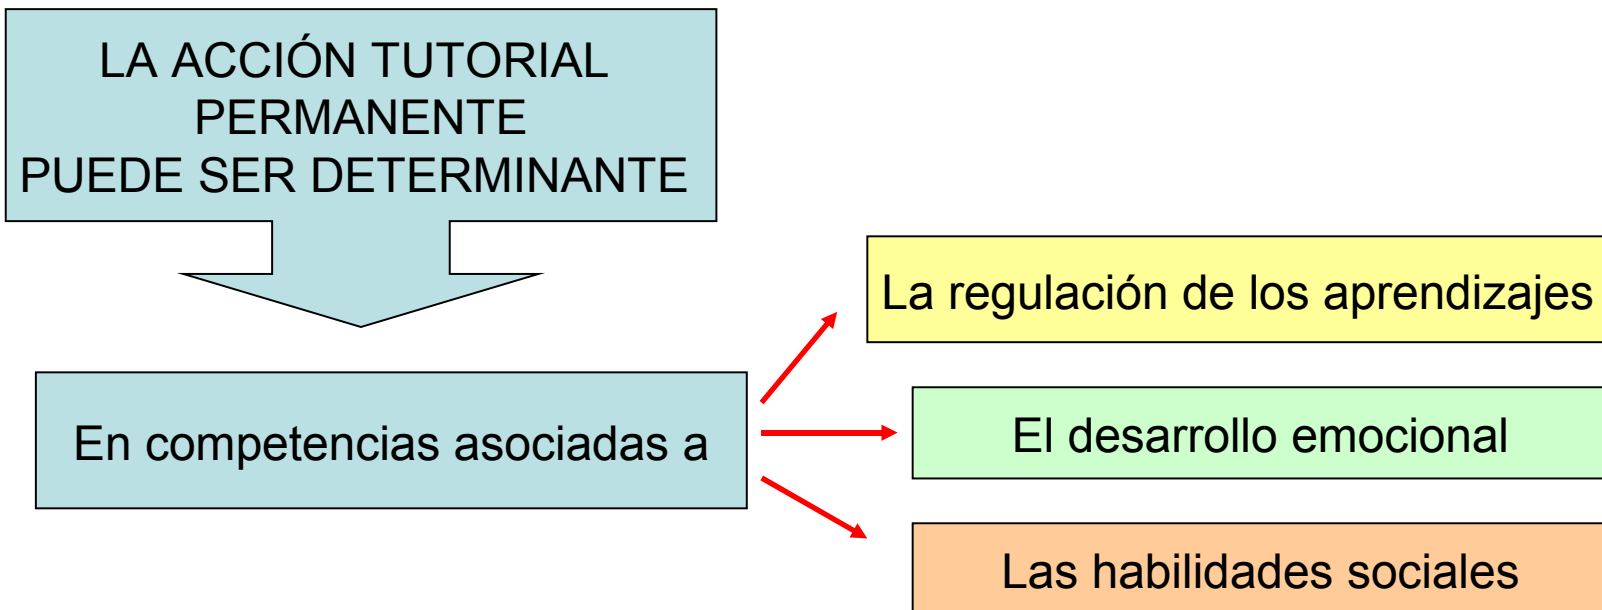 LA ACCIÓN TUTORIAL
PERMANENTE
PUEDE SER DETERMINANTE
En competencias asociadas a
La regulación de los aprendizajes
El desarrollo emocional
Las habilidades sociales